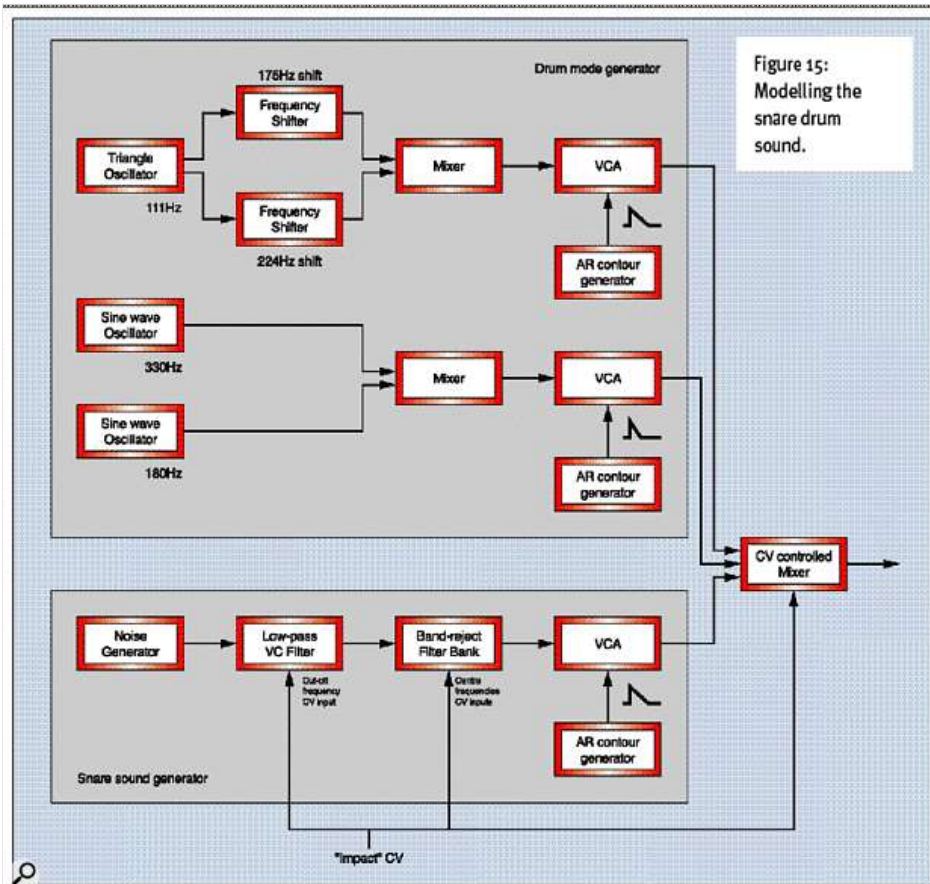 Figure 15:
Modelling the
snare drum
sound.
Drum mode generator
175Hz shift
Frequency
Shifter
Triangle
Oscillator
111Hz
Mixer
VCA
Frequency
Shifter
224Hz shift
AR contour
generator
Sine wave
Oscillator
330Hz
Mixer
VCA
Sine wave
Oscillator
180Hz
AR contour
generator
CV controlled
Mixer
Noise
Generator
Low-pass
VC Filter
Band-reject
Filter Bank
VCA
Cut-off
frequency
CV input
Centre
frequencies
CV inputs
AR contour
generator
Snare sound generator
"Impact" CV